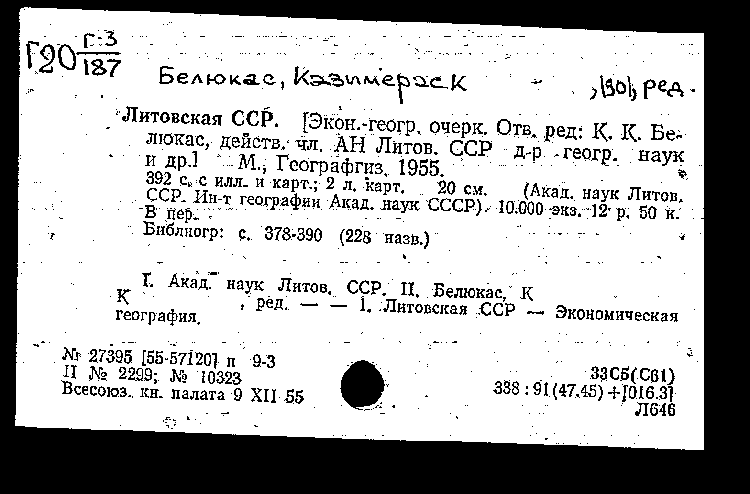 Г20 Г-3
187
Белюкас, Казимерас К , 1901, ред.
Литовская ССР. [Экон.-геогр. очерк. Отв. ред: К. К. Бе-
люкас, действ. чл. АН Литов. ССР д-р геогр. наук
и др.] М., Географгиз, 1955.
392 с. с илл. и карт.; 2 л. карт. 20 см. (Акад. наук Литов.
ССР. Ин-т географии Акад. наук СССР). 10.000 экз. 12 р. 50 к.
В пер.
Библиогр: с. 378-390 (228 назв.)
I. Акад. наук Литов. ССР. II. Белюкас, К
К , ред. — — 1. Литовская ССР — Экономическая
география.
№ 27395 [55-57120] п 9-3
II № 2299; № 10323
Всесоюз. кн. палата 9 XII 55
33С5(С61)
338 : 91(47.45) + [016.3]
Л646